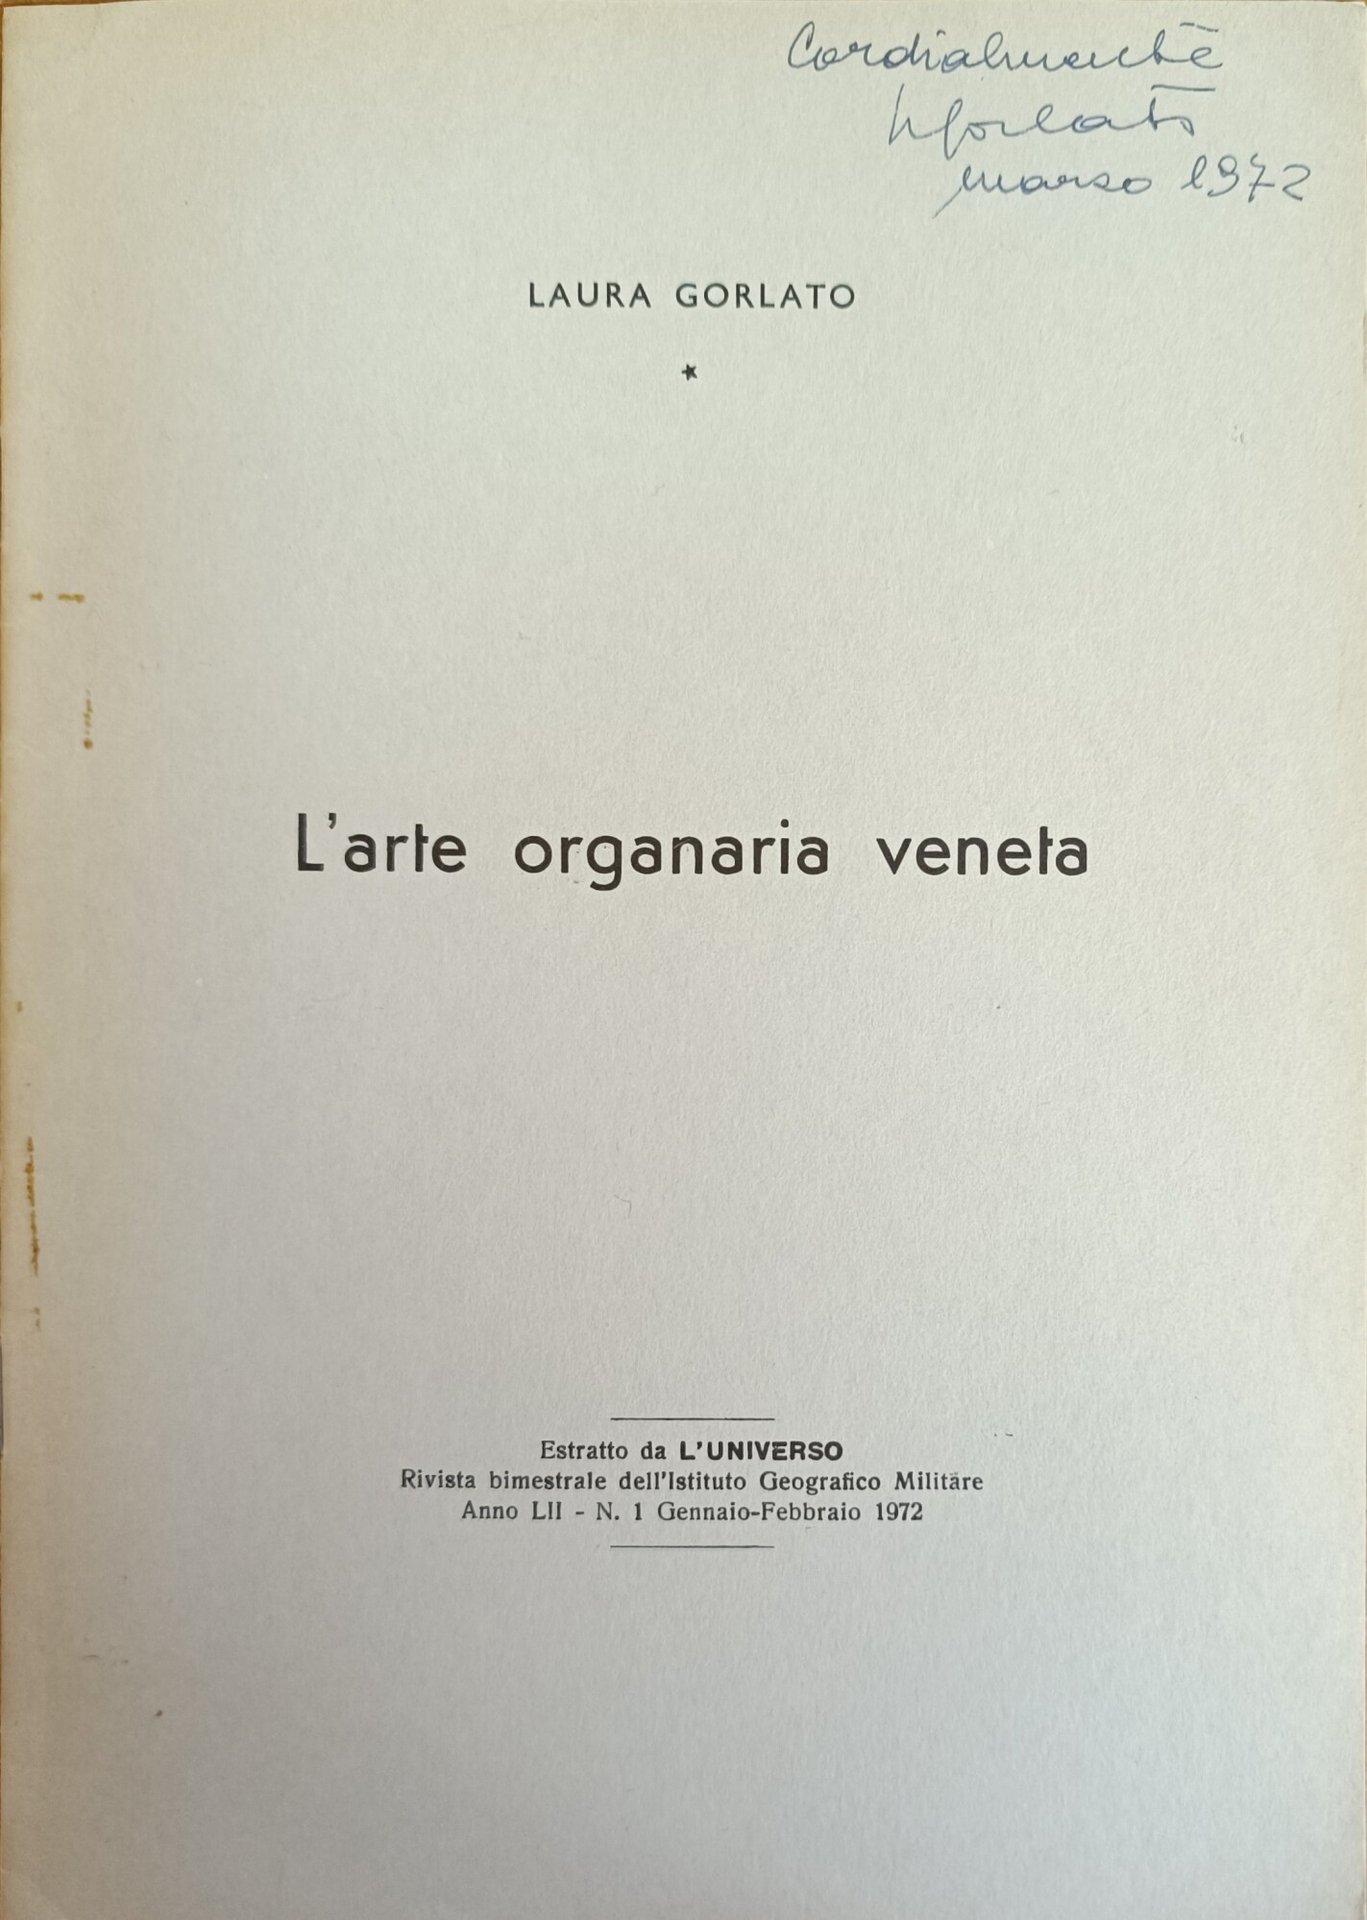 Cordialmente
LGorlato
marzo 1972
LAURA GORLATO
★
L'arte organaria veneta
Estratto da L'UNIVERSO
Rivista bimestrale dell'Istituto Geografico Militare
Anno LII - N. 1 Gennaio-Febbraio 1972